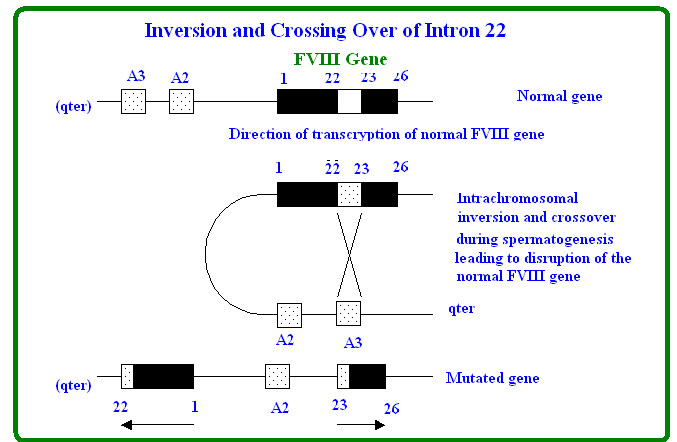 Inversion and Crossing Over of Intron 22
FVIII Gene
A3 A2 1 22 23 26
(qter) Normal gene
Direction of transcryption of normal FVIII gene
1 22 23 26
Intrachromosomal
inversion and crossover
during spermatogenesis
leading to disruption of the
normal FVIII gene
qter
A2 A3
(qter) Mutated gene
22 1 A2 23 26